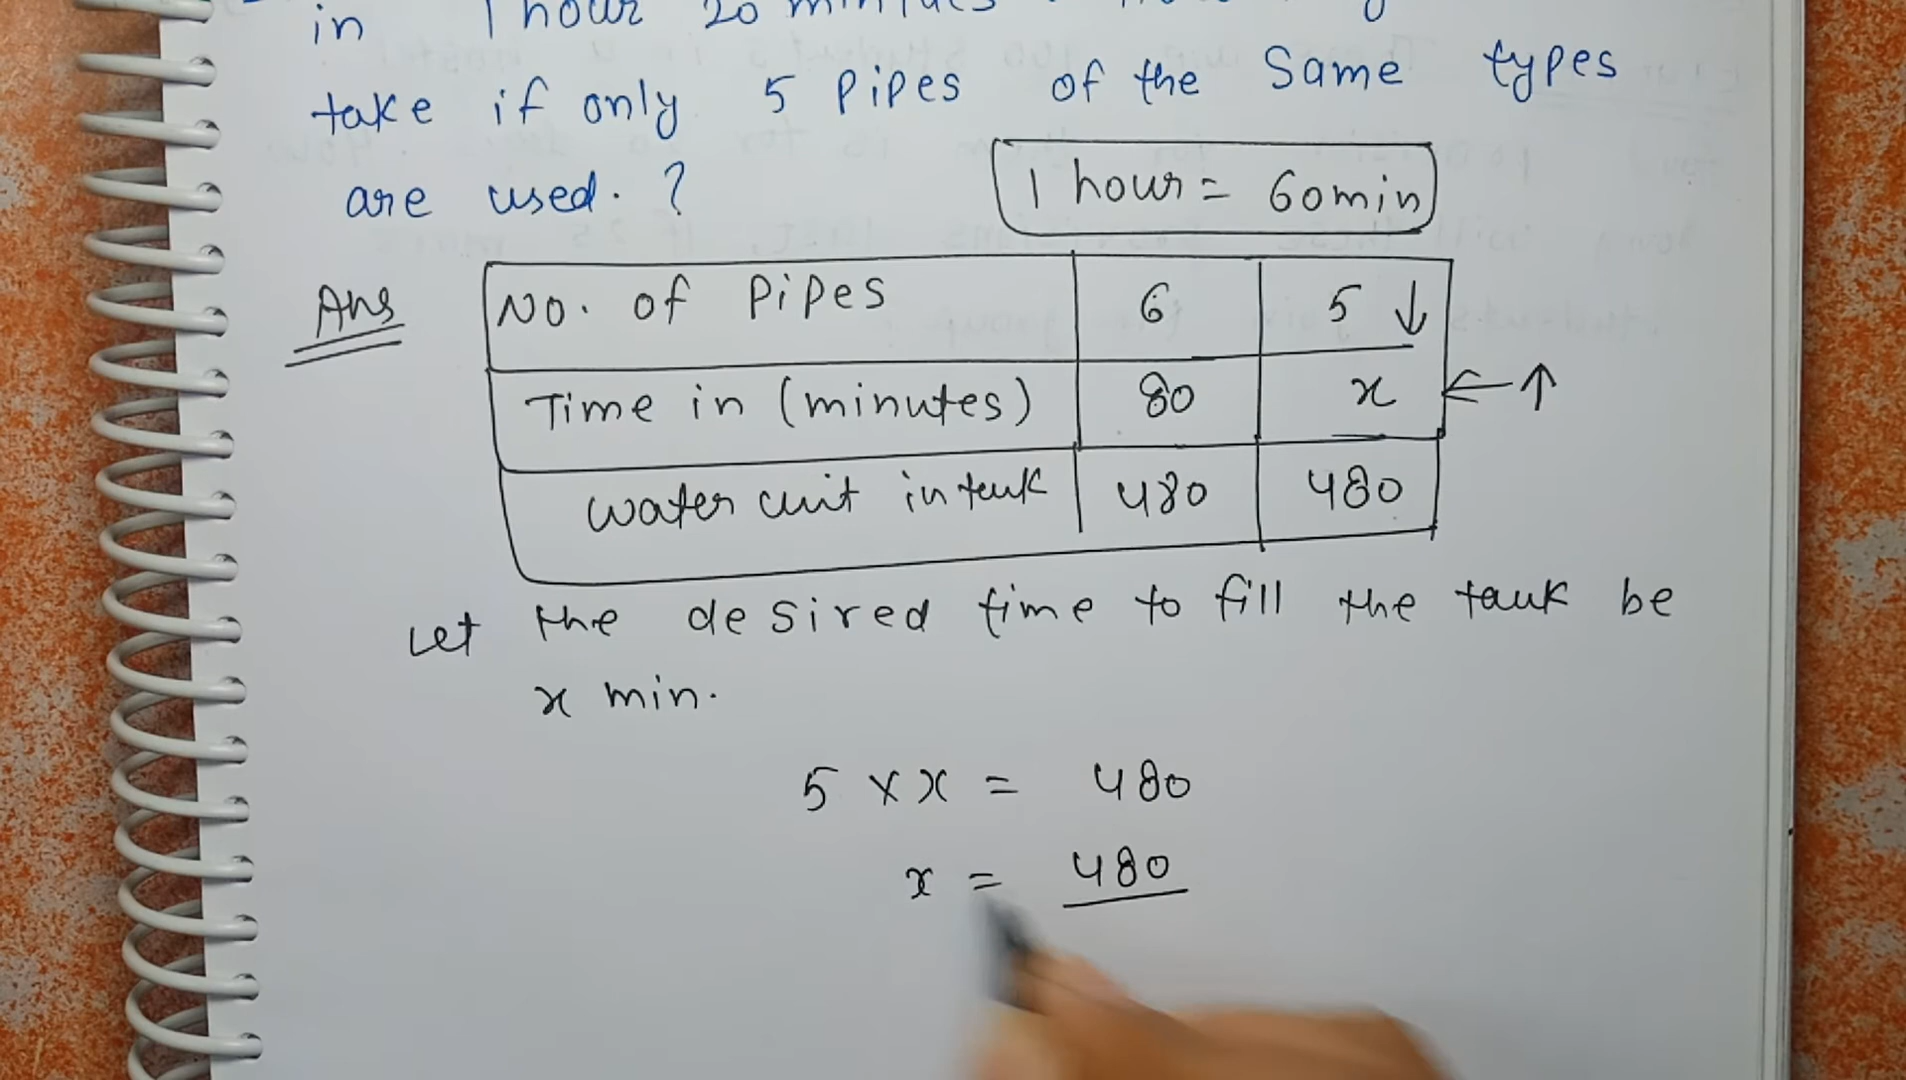 in 1 hour 20 minutes
take if only 5 pipes of the same types
are used. ?
1 hour = 60min
Ans
No. of Pipes 6 5 ↓
Time in (minutes) 80 x ← ↑
water unit in tank 480 480
Let the desired time to fill the tank be
x min.
5 × x = 480
x = 480